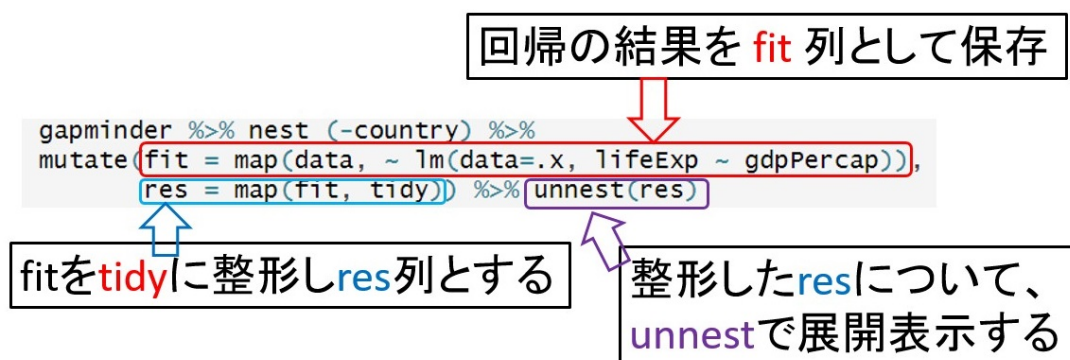 回帰の結果を fit 列として保存
gapminder %>% nest (-country) %>%
mutate(fit = map(data, ~ lm(data=.x, lifeExp ~ gdpPercap)),
res = map(fit, tidy)) %>% unnest(res)
fitをtidyに整形しres列とする
整形したresについて、
unnestで展開表示する